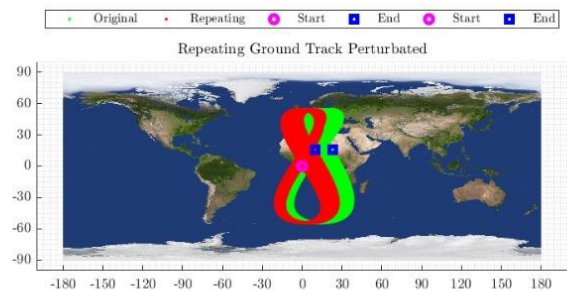 Original Repeating Start End Start End
Repeating Ground Track Perturbated
90
60
30
0
-30
-60
-90
-180 -150 -120 -90 -60 -30 0 30 60 90 120 150 180